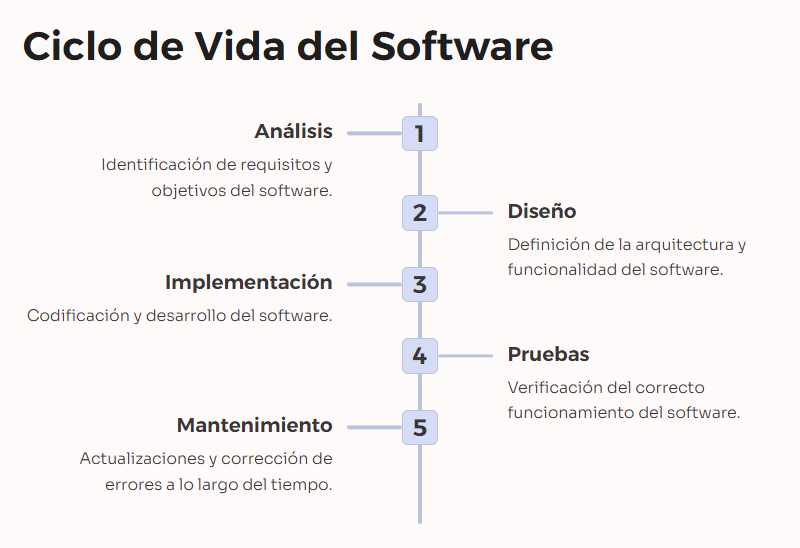 Ciclo de Vida del Software
1
Análisis
Identificación de requisitos y
objetivos del software.
2
Diseño
Definición de la arquitectura y
funcionalidad del software.
3
Implementación
Codificación y desarrollo del software.
4
Pruebas
Verificación del correcto
funcionamiento del software.
5
Mantenimiento
Actualizaciones y corrección de
errores a lo largo del tiempo.